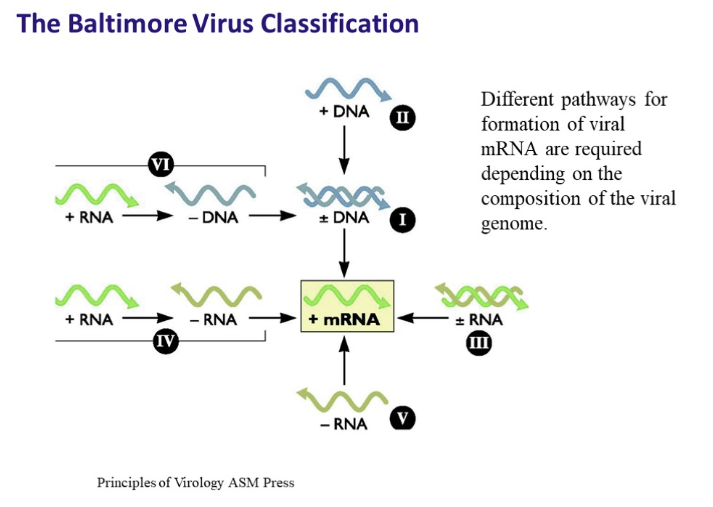 The Baltimore Virus Classification
+ DNA
II
Different pathways for
formation of viral
mRNA are required
depending on the
composition of the viral
genome.
VI
+ RNA
– DNA
± DNA
I
+ RNA
– RNA
+ mRNA
± RNA
IV
III
– RNA
V
Principles of Virology ASM Press